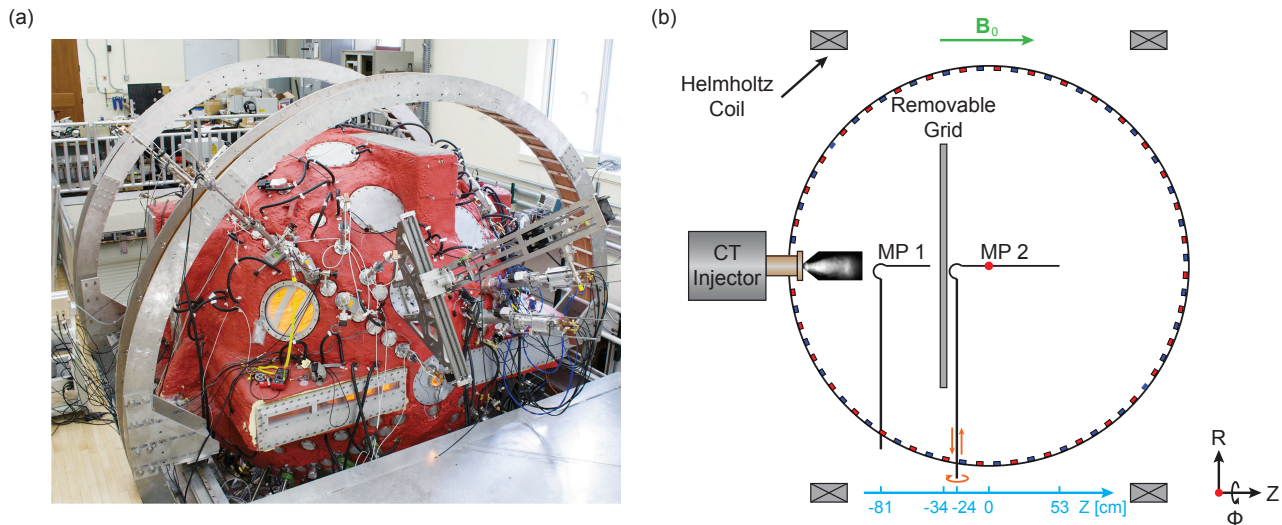 (a)
(b)
B₀
Helmholtz
Coil
Removable
Grid
CT
Injector
MP 1
MP 2
R
Z
Φ
-81
-34
-24
0
53
Z [cm]